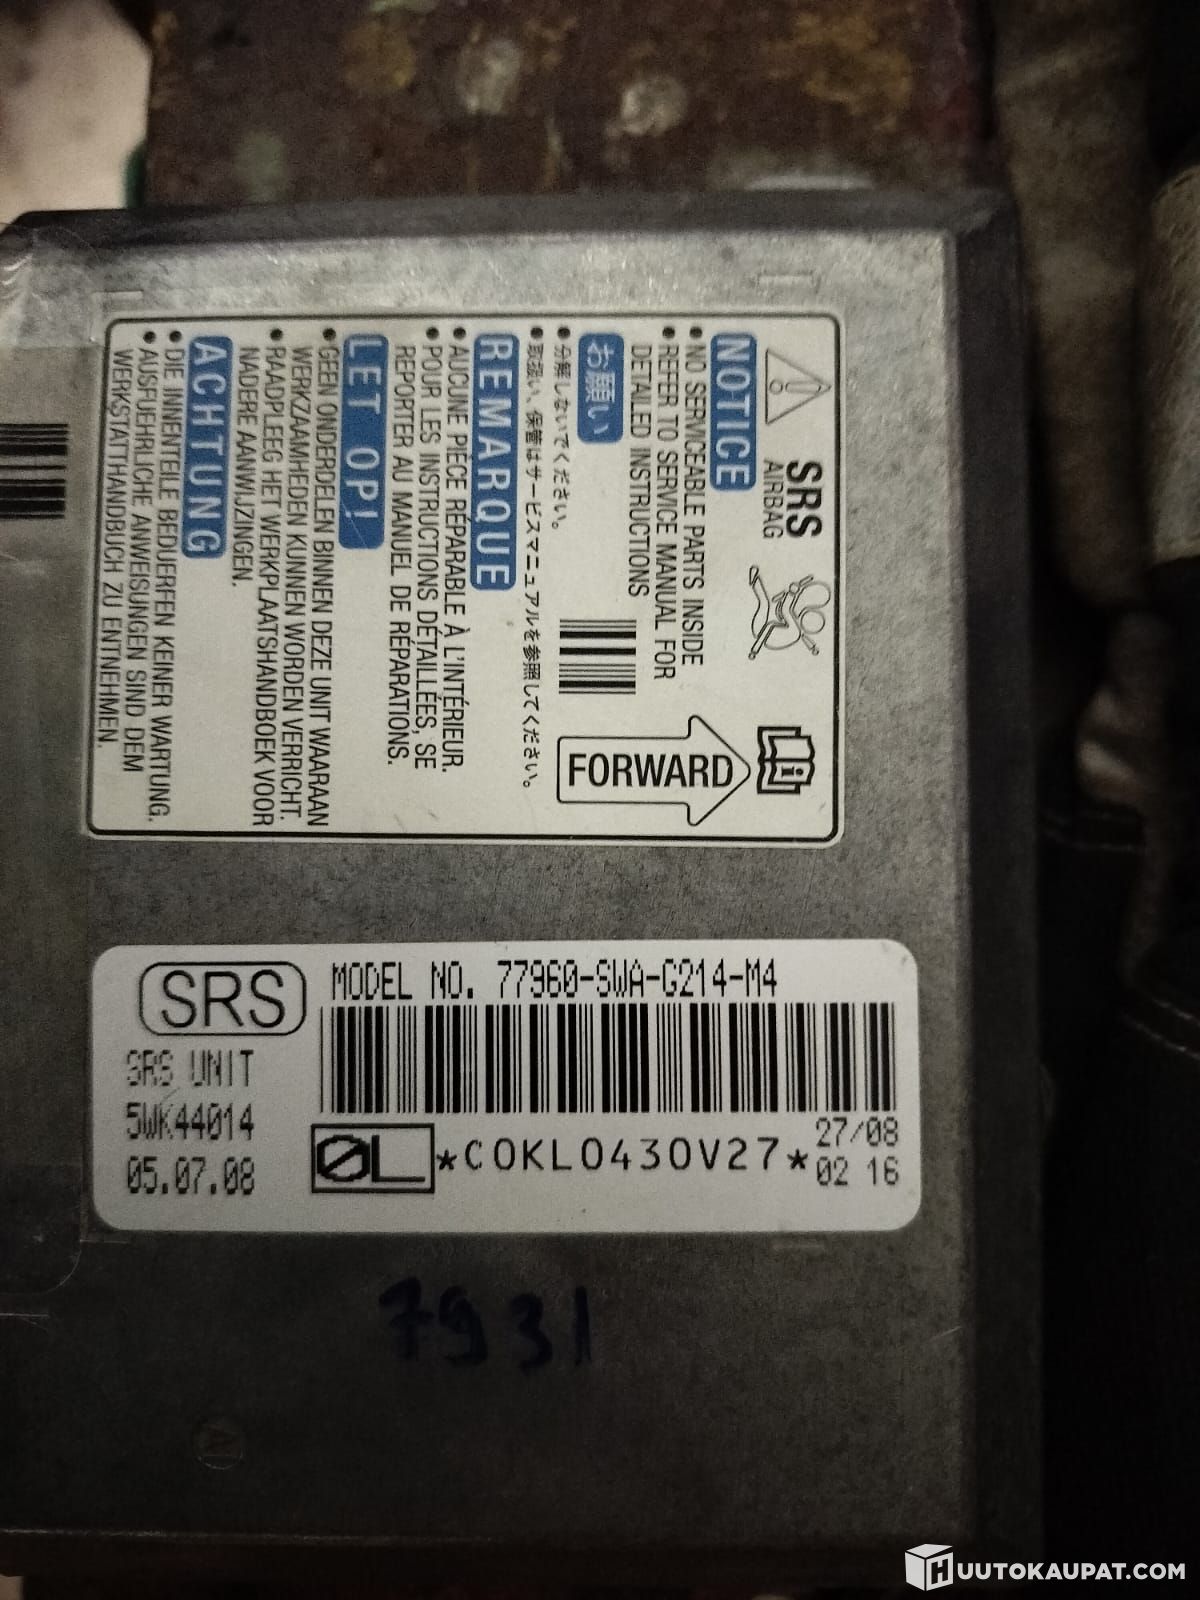 SRS
AIRBAG
NOTICE
• NO SERVICEABLE PARTS INSIDE
• REFER TO SERVICE MANUAL FOR
DETAILED INSTRUCTIONS
FORWARD
お願い
• 分解しないでください。
• 取扱い、保管はサービスマニュアルを参照してください。
REMARQUE
• AUCUNE PIÈCE RÉPARABLE À L'INTÉRIEUR.
• POUR LES INSTRUCTIONS DÉTAILLÉES, SE
REPORTER AU MANUEL DE RÉPARATIONS.
LET OP!
• GEEN ONDERDELEN BINNEN DEZE UNIT WAARAAN
WERKZAAMHEDEN KUNNEN WORDEN VERRICHT.
• RAADPLEEG HET WERKPLAATSHANDBOEK VOOR
NADERE AANWIJZINGEN.
ACHTUNG
• DIE INNENTEILE BEDUERFEN KEINER WARTUNG.
• AUSFUEHRLICHE ANWEISUNGEN SIND DEM
WERKSTATTHANDBUCH ZU ENTNEHMEN.
SRS
MODEL NO. 77960-SWA-G214-M4
SRS UNIT
5WK44014
05.07.08
ØL
*C0KL0430V27*
27/08
02 16
7931
HUUTOKAUPAT.COM